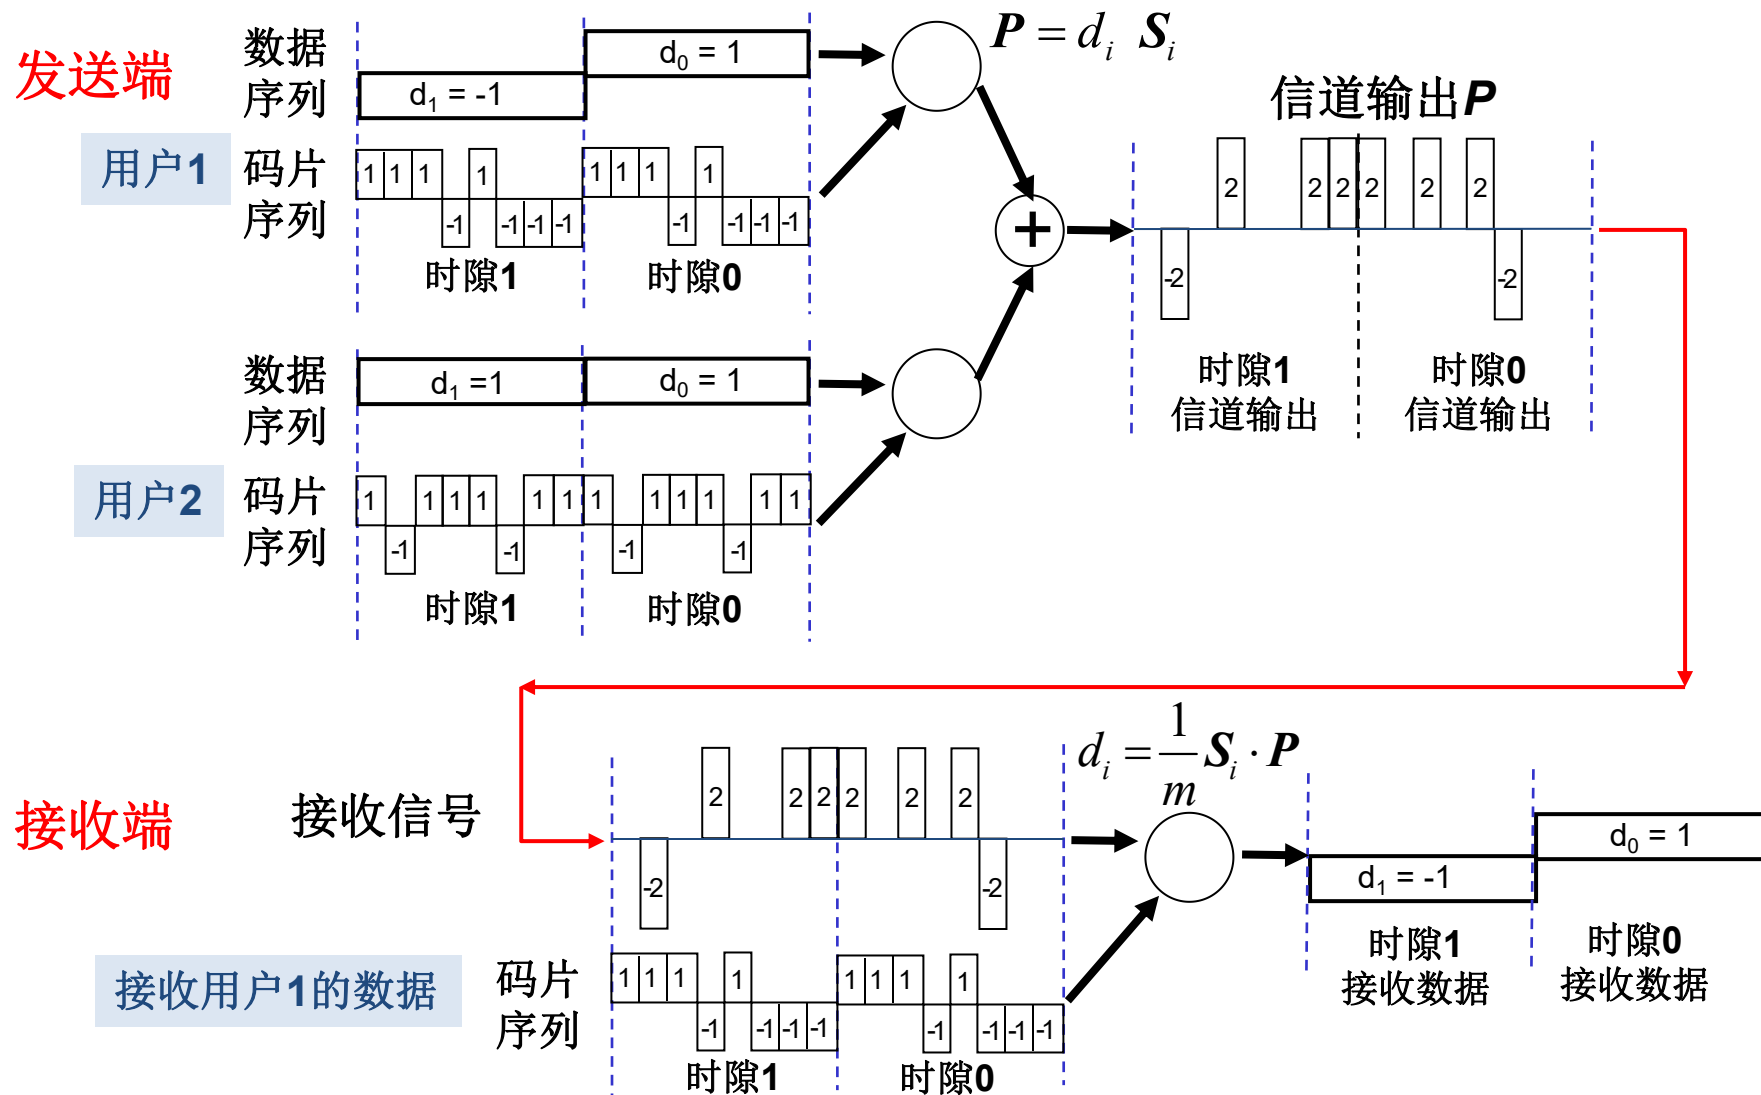 发送端
数据
序列
d1 = -1
d0 = 1
P = di Si
信道输出P
用户1
码片
序列
1 1 1 -1 1 -1 -1 -1
1 1 1 -1 1 -1 -1 -1
时隙1
时隙0
+
-2 2 2 2
2 2 2 -2
时隙1
信道输出
时隙0
信道输出
数据
序列
d1 =1
d0 = 1
用户2
码片
序列
1 -1 1 1 1 -1 1 1
1 -1 1 1 1 -1 1 1
时隙1
时隙0
接收端
接收信号
-2 2 2 2
2 2 2 -2
di = 1/m Si · P
d1 = -1
d0 = 1
时隙1
接收数据
时隙0
接收数据
接收用户1的数据
码片
序列
1 1 1 -1 1 -1 -1 -1
1 1 1 -1 1 -1 -1 -1
时隙1
时隙0